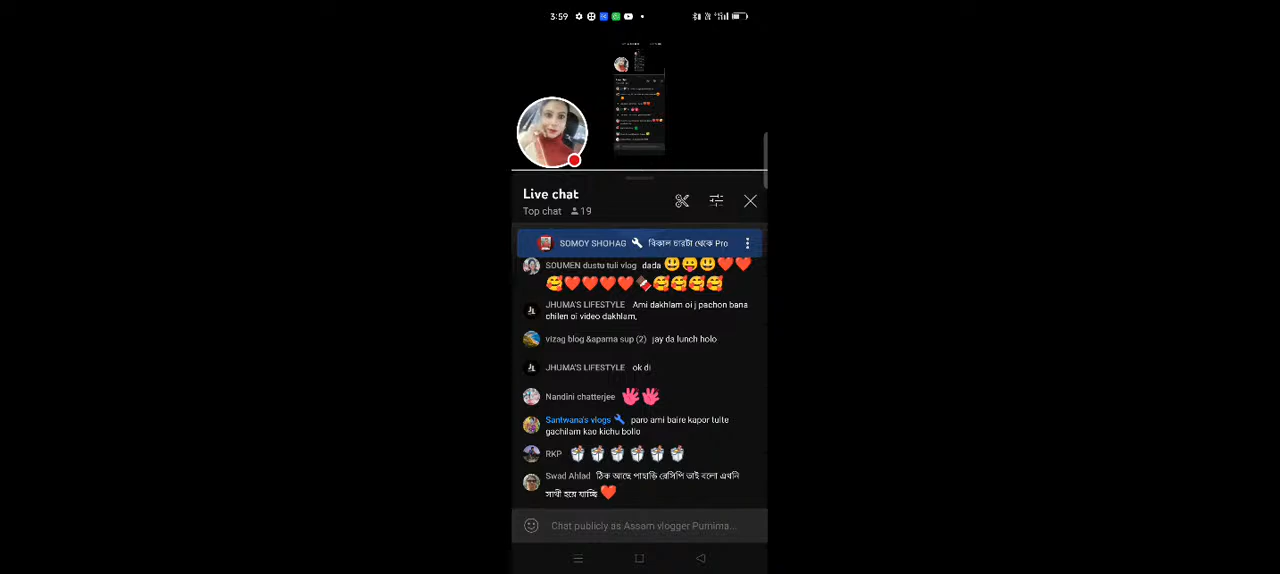 3:59
Live chat
Top chat 19
SOMOY SHOHAG বিকাল চারটা থেকে Pro
SOUMEN dustu tuli vlog dada 😃😛😃❤️❤️
🥰❤️❤️❤️❤️🍫🥰🥰🥰
JHUMA'S LIFESTYLE Ami dakhlam oi j pachon bana
chilen oi video dakhlam,
vizag blog &aparna sup (2) jay da lunch holo
JHUMA'S LIFESTYLE ok di
Nandini chatterjee
Santwana's vlogs paro ami baire kapor tulte
gachilam kao kichu bollo
RKP
Swad Ahlad ঠিক আছে পাহাড়ি রেসিপি ভাই বলো এখনি
সাথী হয়ে যাচ্ছি ❤️
Chat publicly as Assam vlogger Purnima...